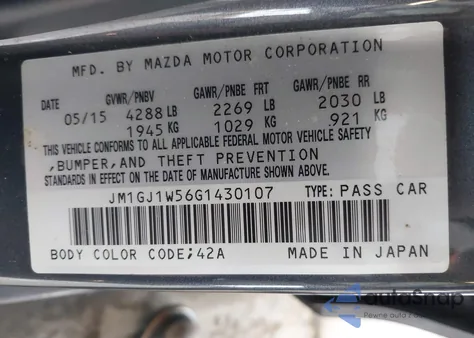 MFD. BY MAZDA MOTOR CORPORATION
DATE GVWR/PNBV GAWR/PNBE FRT GAWR/PNBE RR
05/15 4288 LB 2269 LB 2030 LB
1945 KG 1029 KG 921 KG
THIS VEHICLE CONFORMS TO ALL APPLICABLE FEDERAL MOTOR VEHICLE SAFETY
,BUMPER,AND THEFT PREVENTION
STANDARDS IN EFFECT ON THE DATE OF MANUFACTURE SHOWN ABOVE.
JM1GJ1W56G1430107 TYPE: PASS CAR
BODY COLOR CODE;42A MADE IN JAPAN
autoSnap
Pewne auto